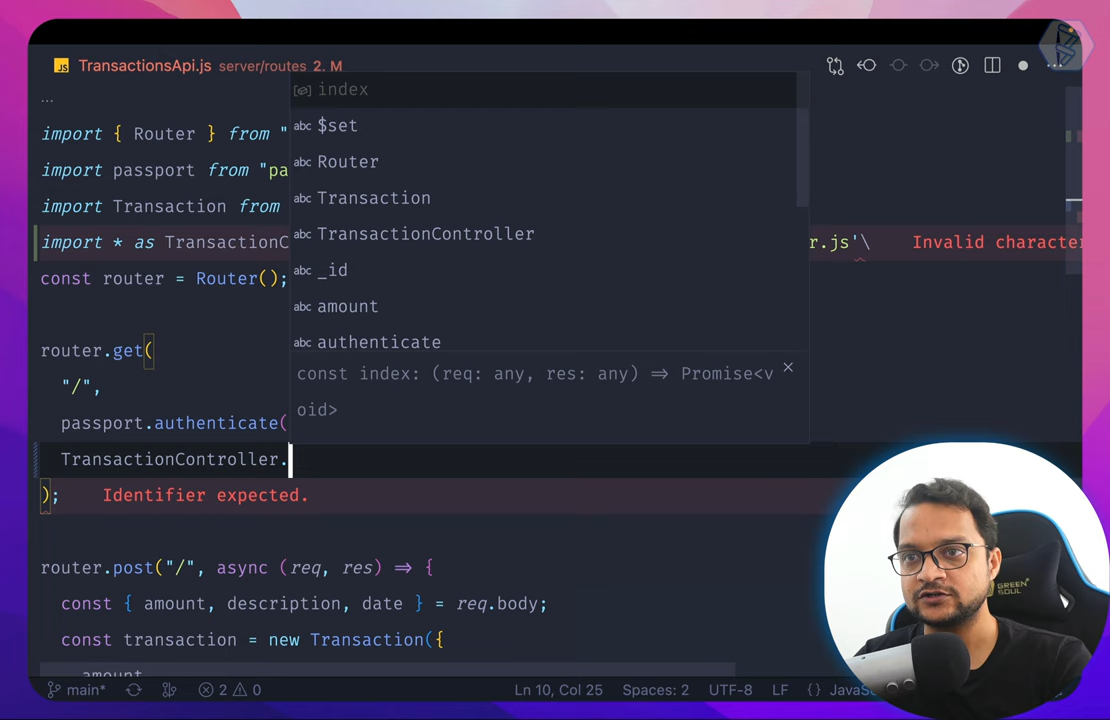 TransactionsApi.js server/routes 2, M
...
index
import { Router } from "
$set
import passport from "pa
Router
import Transaction from
Transaction
import * as TransactionC
TransactionController
r.js'\ Invalid character
const router = Router();
_id
amount
router.get(
authenticate
"/",
const index: (req: any, res: any) => Promise<v
oid>
passport.authenticate(
TransactionController.
); Identifier expected.
router.post("/", async (req, res) => {
const { amount, description, date } = req.body;
const transaction = new Transaction({
amount
main* 2 0 Ln 10, Col 25 Spaces: 2 UTF-8 LF {} JavaS
GREEN
SOUL